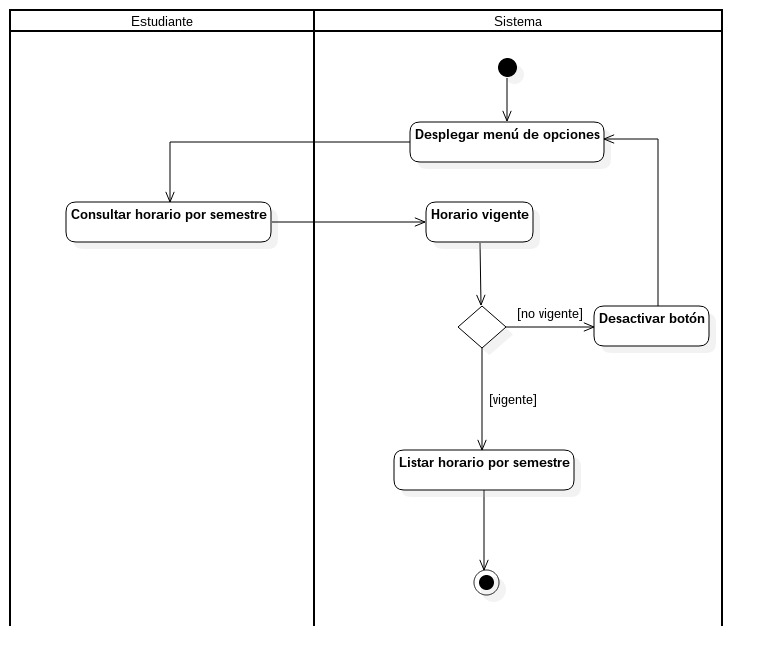 Estudiante
Sistema
Desplegar menú de opciones
Consultar horario por semestre
Horario vigente
[no vigente]
Desactivar botón
[vigente]
Listar horario por semestre